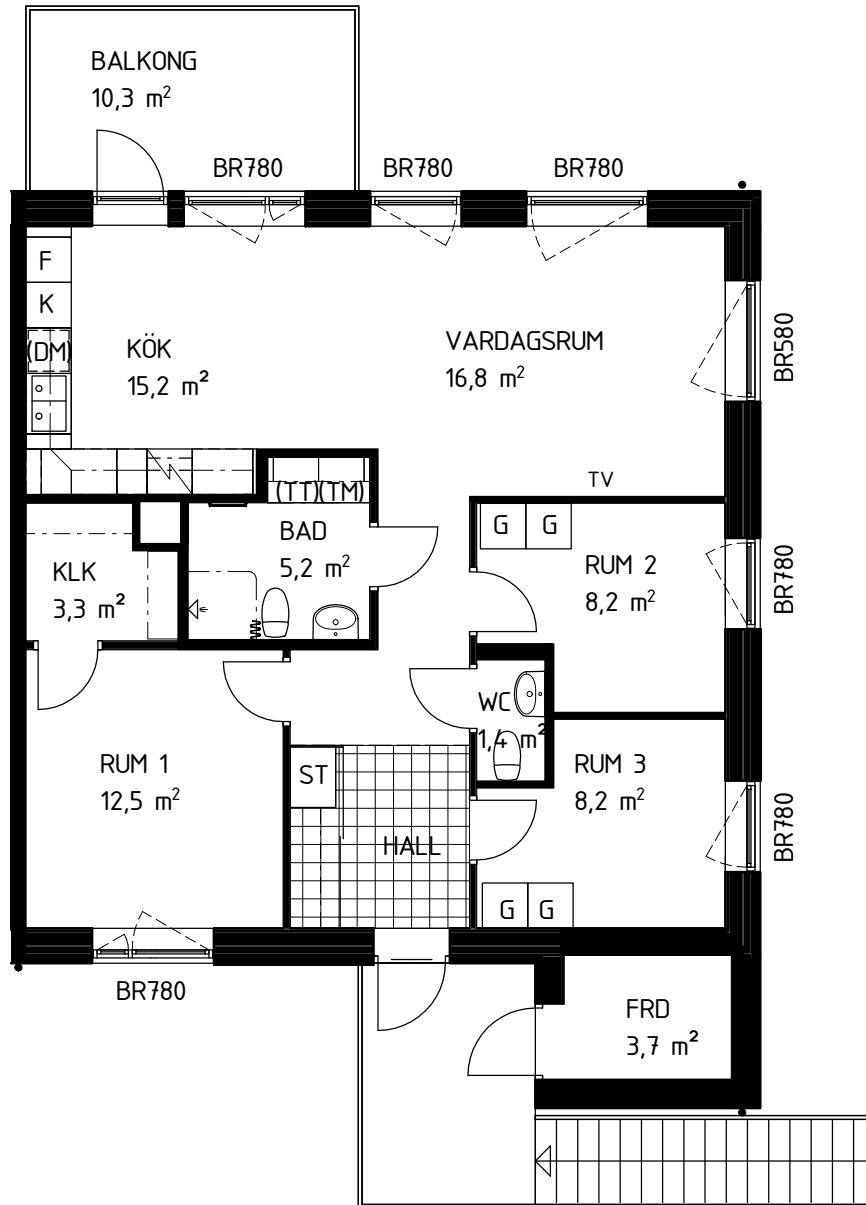 BALKONG
10,3 m²
BR780
BR780
BR780
F
K
(DM)
KÖK
15,2 m²
VARDAGSRUM
16,8 m²
BR580
TV
(TT)(TM)
BAD
5,2 m²
G
G
RUM 2
8,2 m²
BR780
KLK
3,3 m²
WC
1,4 m²
RUM 1
12,5 m²
ST
RUM 3
8,2 m²
BR780
HALL
G
G
BR780
FRD
3,7 m²